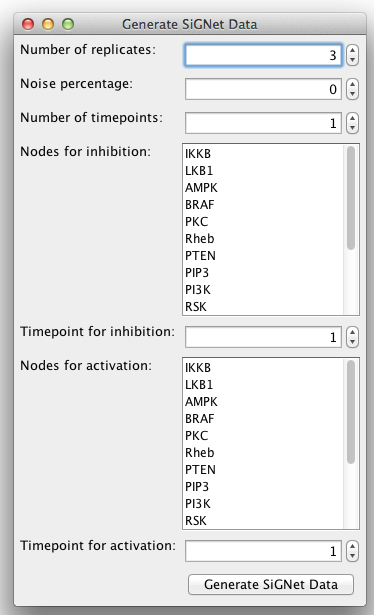 Generate SiGNet Data
Number of replicates: 3
Noise percentage: 0
Number of timepoints: 1
Nodes for inhibition:
IKKB
LKB1
AMPK
BRAF
PKC
Rheb
PTEN
PIP3
PI3K
RSK
Timepoint for inhibition: 1
Nodes for activation:
IKKB
LKB1
AMPK
BRAF
PKC
Rheb
PTEN
PIP3
PI3K
RSK
Timepoint for activation: 1
Generate SiGNet Data